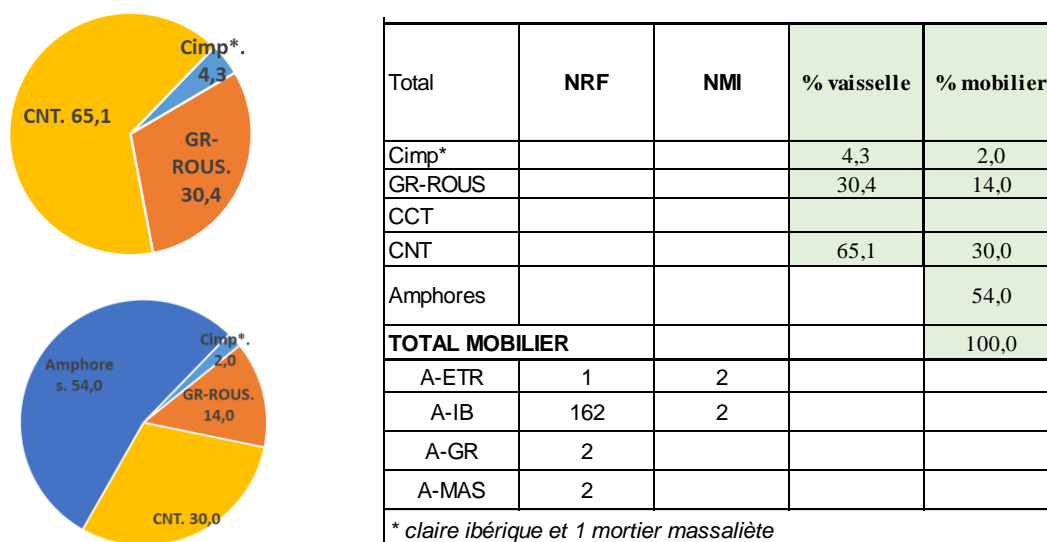 Cimp*.
4,3
CNT. 65,1
GR-
ROUS.
30,4
Cimp*.
2,0
Amphore
s. 54,0
GR-ROUS.
14,0
CNT. 30,0
Total NRF NMI % vaisselle % mobilier
Cimp* 4,3 2,0
GR-ROUS 30,4 14,0
CCT
CNT 65,1 30,0
Amphores 54,0
TOTAL MOBILIER 100,0
A-ETR 1 2
A-IB 162 2
A-GR 2
A-MAS 2
* claire ibérique et 1 mortier massaliète